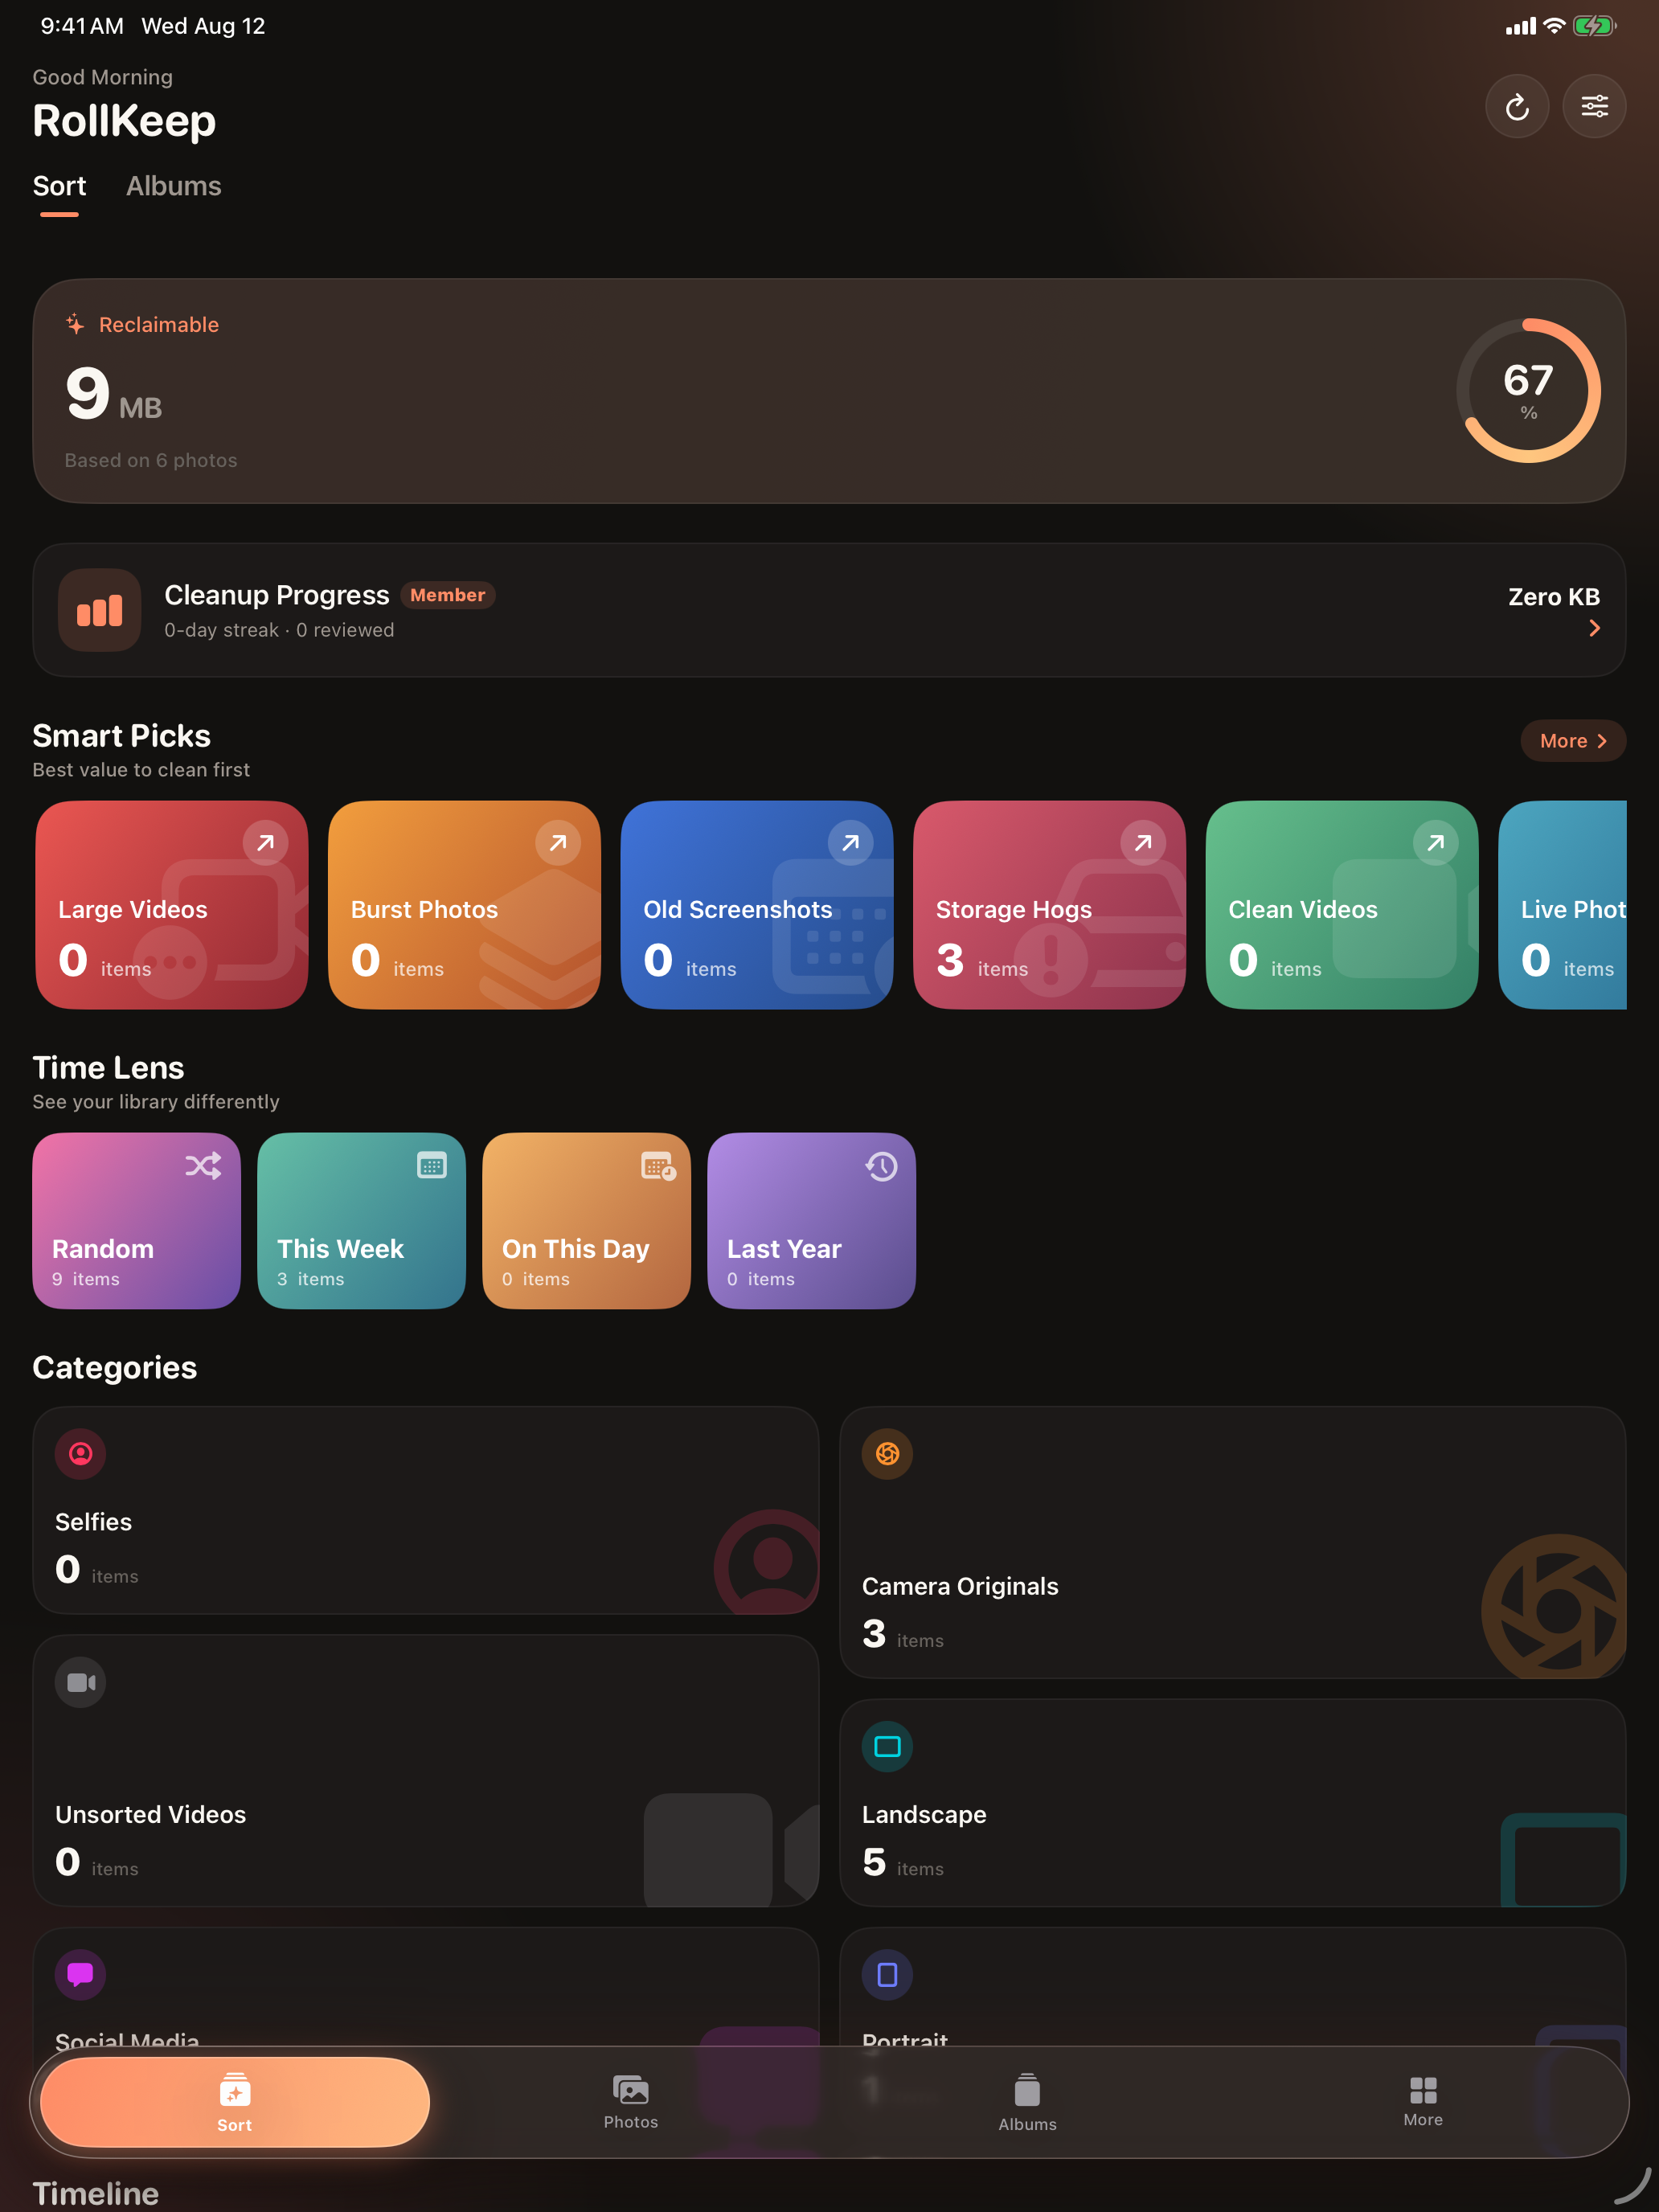 9:41 AM Wed Aug 12
Good Morning
RollKeep
Sort Albums
Reclaimable
9 MB
Based on 6 photos
67
%
Cleanup Progress Member
0-day streak · 0 reviewed
Zero KB
Smart Picks
Best value to clean first
More
Large Videos
0 items
Burst Photos
0 items
Old Screenshots
0 items
Storage Hogs
3 items
Clean Videos
0 items
Live Phot
0 items
Time Lens
See your library differently
Random
9 items
This Week
3 items
On This Day
0 items
Last Year
0 items
Categories
Selfies
0 items
Camera Originals
3 items
Unsorted Videos
0 items
Landscape
5 items
Social Media
Portrait
1
Sort
Photos
Albums
More
Timeline